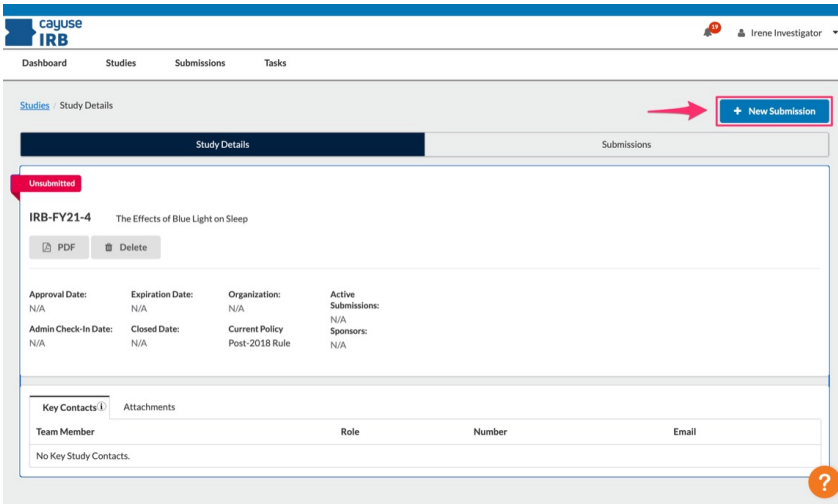 cayuse
IRB
19
Irene Investigator
Dashboard Studies Submissions Tasks
Studies / Study Details
+ New Submission
Study Details Submissions
Unsubmitted
IRB-FY21-4 The Effects of Blue Light on Sleep
PDF Delete
Approval Date: Expiration Date: Organization: Active
Submissions:
N/A N/A N/A N/A
Admin Check-In Date: Closed Date: Current Policy Sponsors:
N/A N/A Post-2018 Rule N/A
Key Contacts Attachments
Team Member Role Number Email
No Key Study Contacts.
?